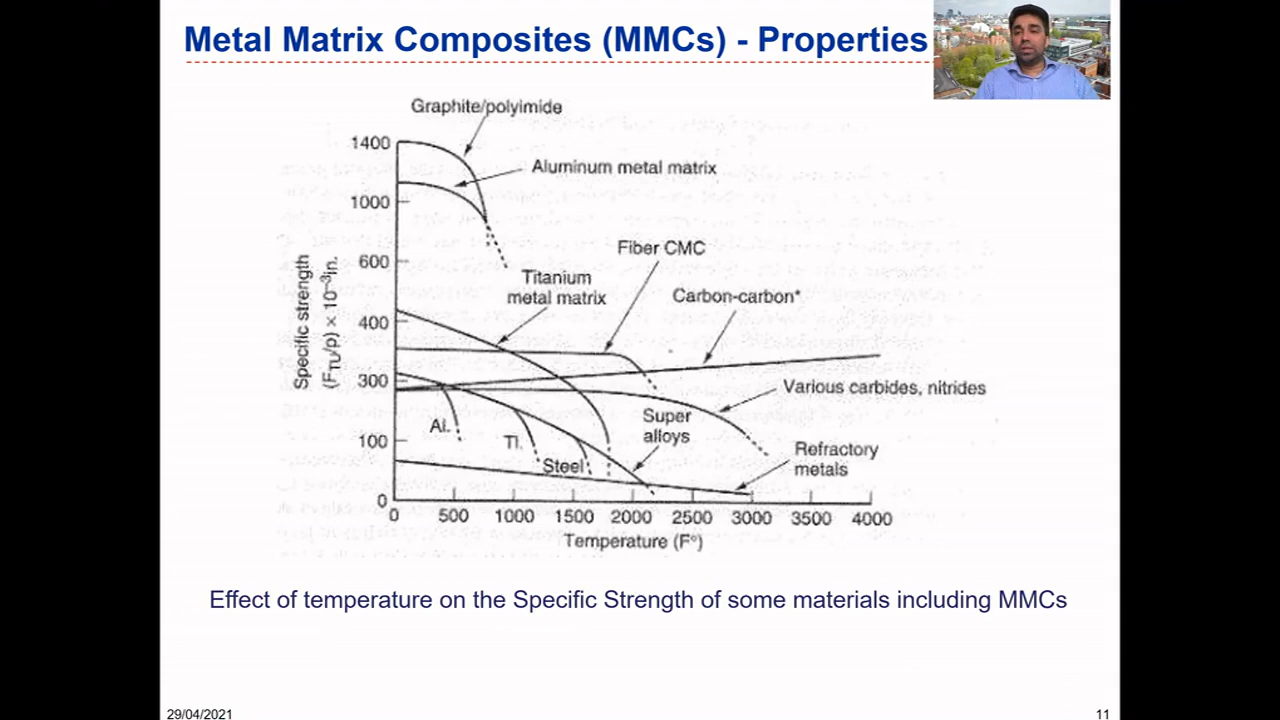 Metal Matrix Composites (MMCs) - Properties
Graphite/polyimide
1400
Aluminum metal matrix
1000
Fiber CMC
600
Titanium
metal matrix
Carbon-carbon*
Specific strength
(FTU/ρ) × 10⁻³in.
400
300
Various carbides, nitrides
Al.
Ti.
Super
alloys
100
Steel
Refractory
metals
0
0 500 1000 1500 2000 2500 3000 3500 4000
Temperature (F°)
Effect of temperature on the Specific Strength of some materials including MMCs
29/04/2021
11